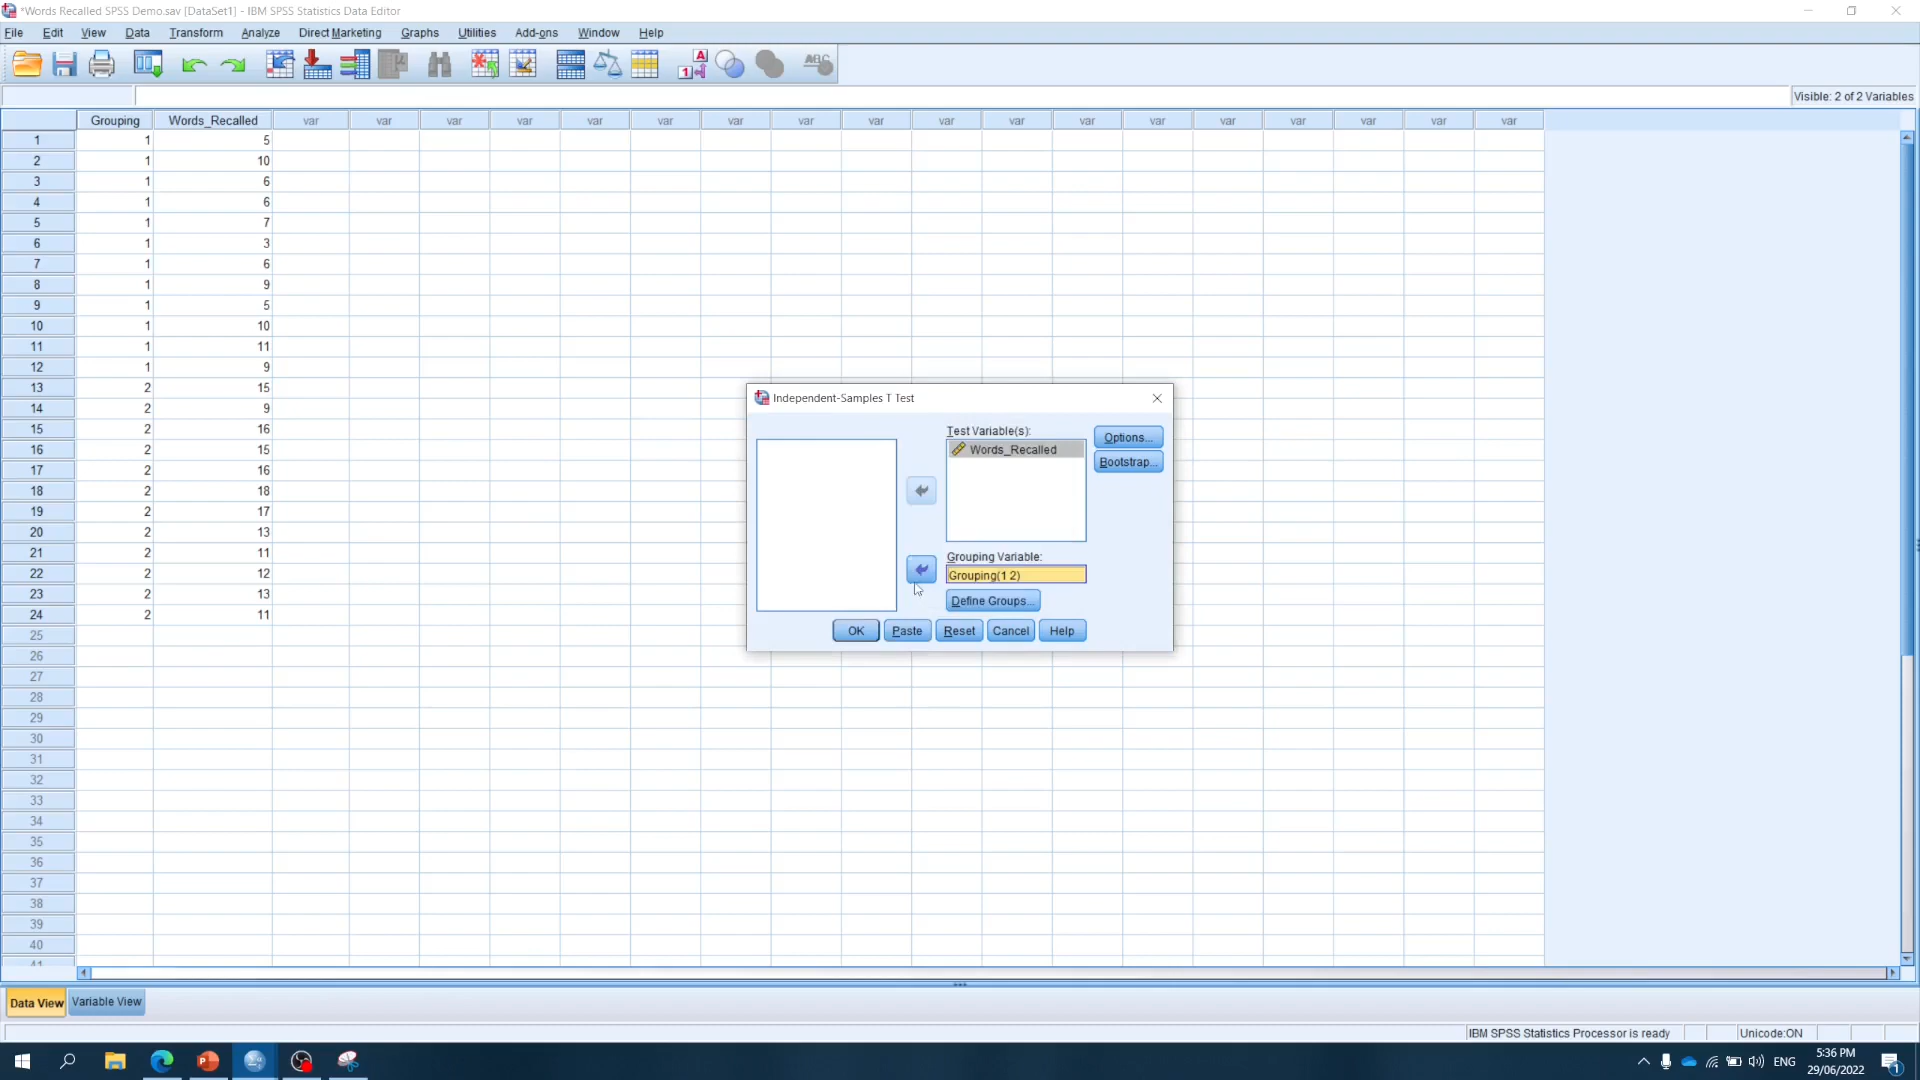 *Words Recalled SPSS Demo.sav [DataSet1] - IBM SPSS Statistics Data Editor
File Edit View Data Transform Analyze Direct Marketing Graphs Utilities Add-ons Window Help
Visible: 2 of 2 Variables
Grouping Words_Recalled var var var var var var var var var var var var var var var var var var
1 1 5
2 1 10
3 1 6
4 1 6
5 1 7
6 1 3
7 1 6
8 1 9
9 1 5
10 1 10
11 1 11
12 1 9
13 2 15
14 2 9
15 2 16
16 2 15
17 2 16
18 2 18
19 2 17
20 2 13
21 2 11
22 2 12
23 2 13
24 2 11
25
26
27
28
29
30
31
32
33
34
35
36
37
38
39
40
41
Independent-Samples T Test
Test Variable(s):
Words_Recalled
Options...
Bootstrap...
Grouping Variable:
Grouping(1 2)
Define Groups...
OK Paste Reset Cancel Help
Data View Variable View
IBM SPSS Statistics Processor is ready Unicode:ON
ENG 5:36 PM
29/06/2022
1